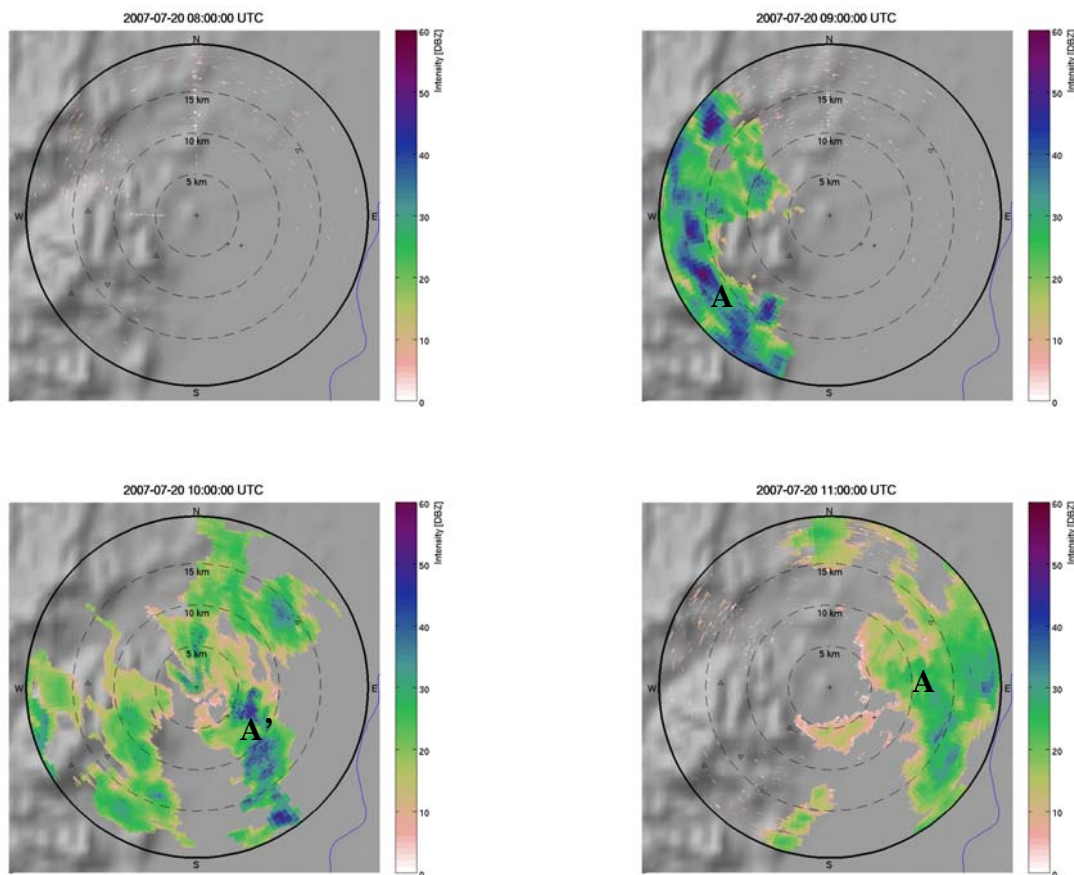 2007-07-20 08:00:00 UTC
N
15 km
10 km
5 km
W
E
S
60
50
40
30
20
10
0
Intensity [DBZ]
2007-07-20 09:00:00 UTC
N
15 km
10 km
5 km
W
E
A
S
60
50
40
30
20
10
0
Intensity [DBZ]
2007-07-20 10:00:00 UTC
N
15 km
10 km
5 km
W
E
A’
S
60
50
40
30
20
10
0
Intensity [DBZ]
2007-07-20 11:00:00 UTC
N
15 km
10 km
5 km
W
E
A
S
60
50
40
30
20
10
0
Intensity [DBZ]